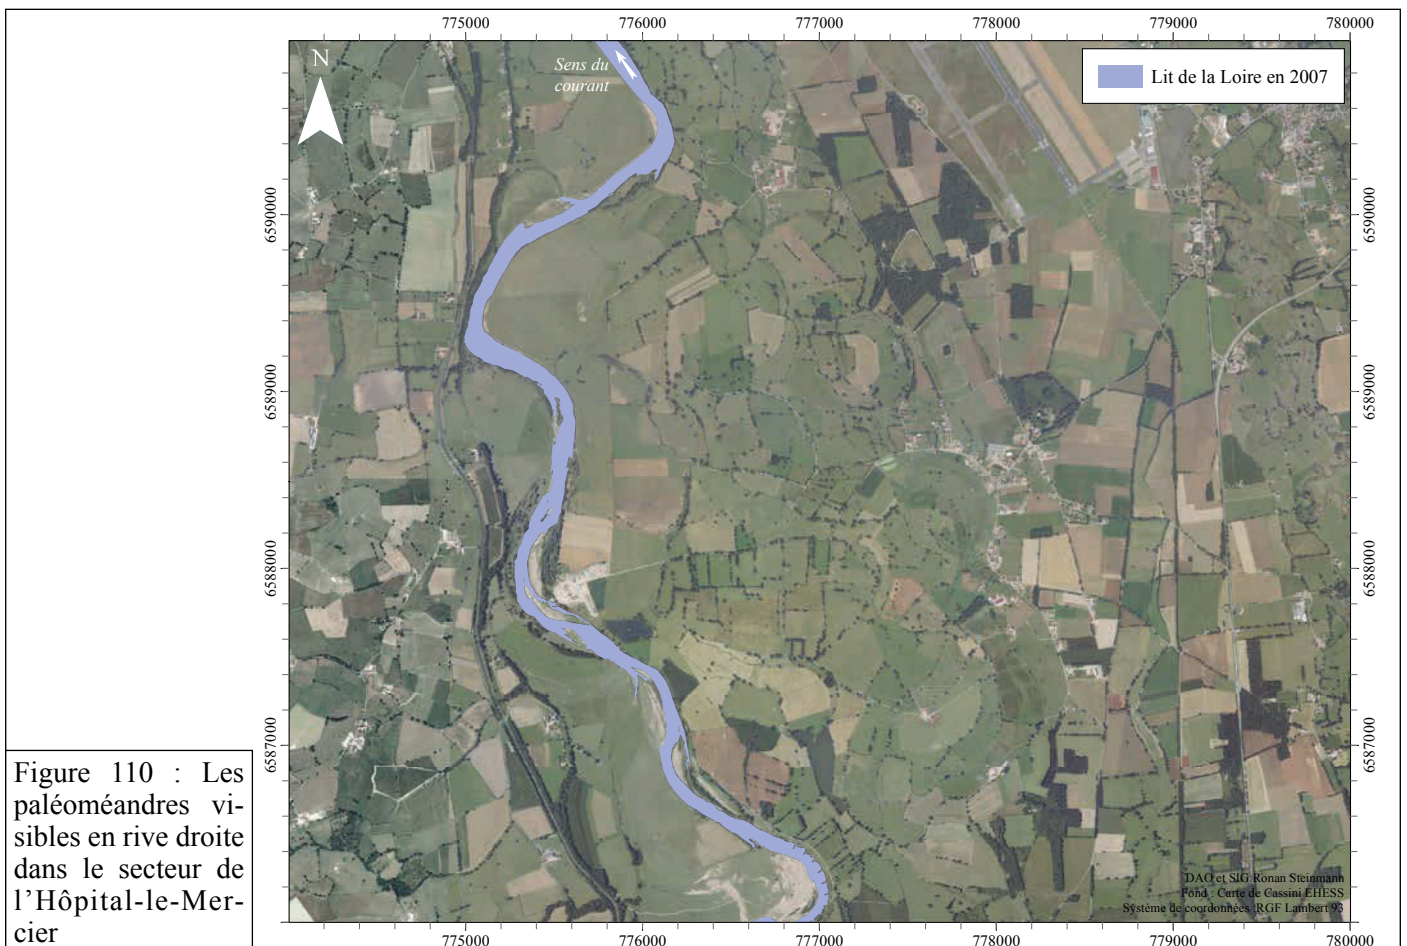 775000 776000 777000 778000 779000 780000
N
Sens du
courant
Lit de la Loire en 2007
6590000 6590000
6589000 6589000
6588000 6588000
6587000 6587000
Figure 110 : Les
paléoméandres vi-
sibles en rive droite
dans le secteur de
l’Hôpital-le-Mer-
cier
DAO et SIG Ronan Steinmann
Fond : Carte de Cassini EHESS
Système de coordonnées :RGF Lambert 93
775000 776000 777000 778000 779000 780000